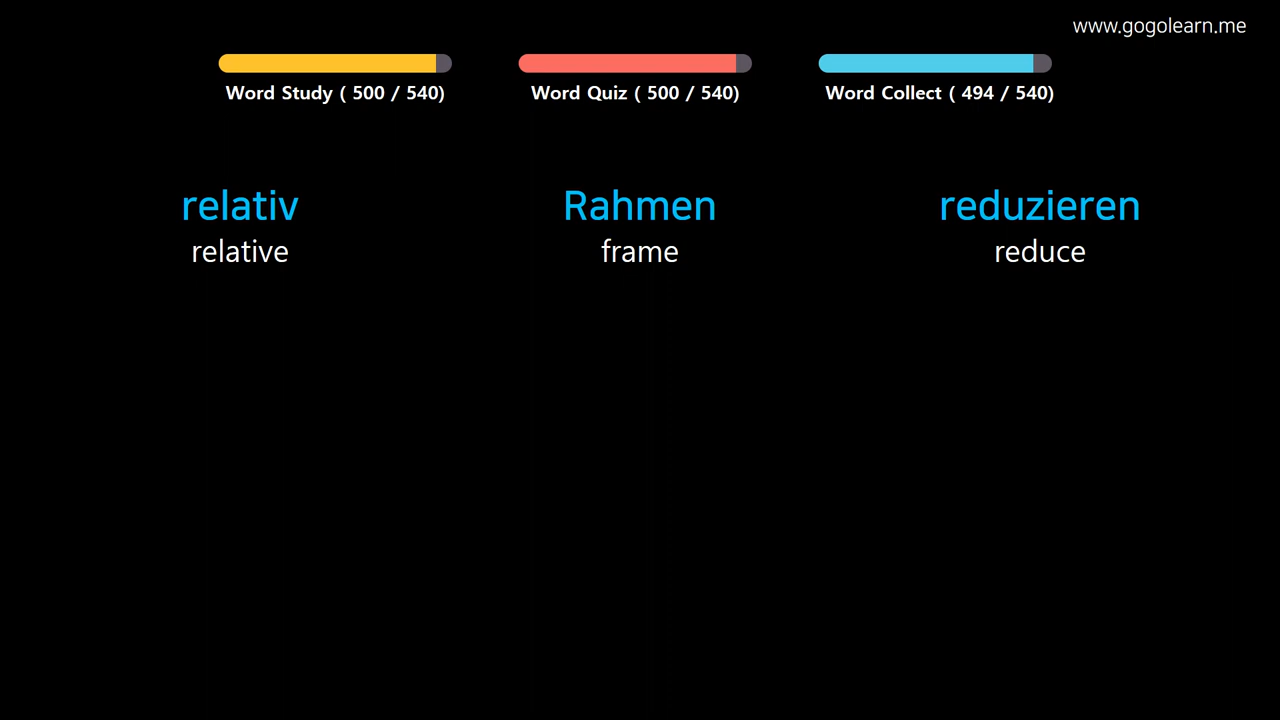 www.gogolearn.me
Word Study ( 500 / 540)
Word Quiz ( 500 / 540)
Word Collect ( 494 / 540)
relativ
relative
Rahmen
frame
reduzieren
reduce